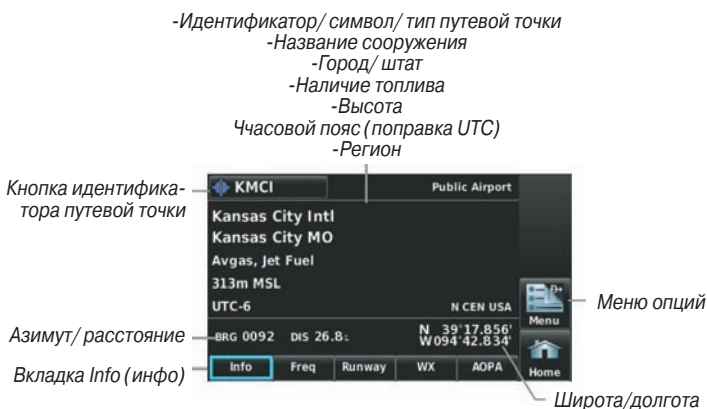 -Идентификатор/ символ/ тип путевой точки
-Название сооружения
-Город/ штат
-Наличие топлива
-Высота
Ччасовой пояс (поправка UTC)
-Регион
Кнопка идентифика-
тора путевой точки
KMCI
Public Airport
Kansas City Intl
Kansas City MO
Avgas, Jet Fuel
313m MSL
UTC-6
N CEN USA
Азимут/ расстояние
BRG 0092 DIS 26.8
N 39°17.856'
W094°42.834'
Menu
Меню опций
Вкладка Info (инфо)
Info Freq Runway WX AOPA
Home
Широта/долгота